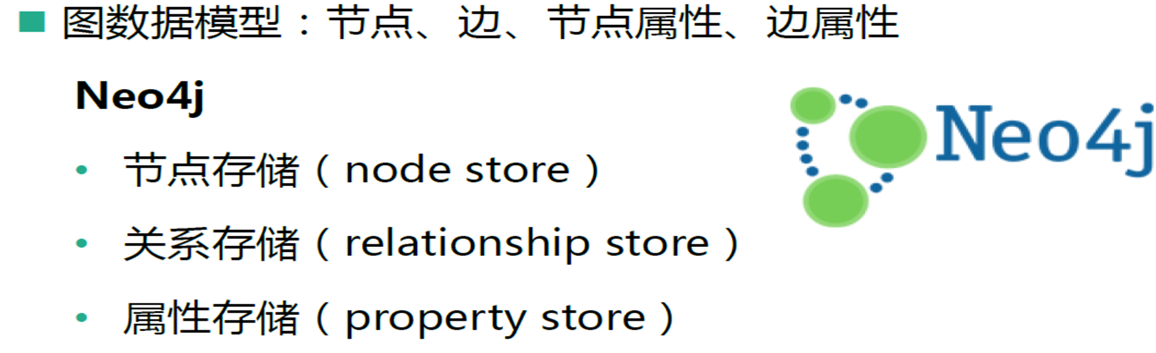 ■ 图数据模型：节点、边、节点属性、边属性
Neo4j
Neo4j
• 节点存储（node store）
• 关系存储（relationship store）
• 属性存储（property store）